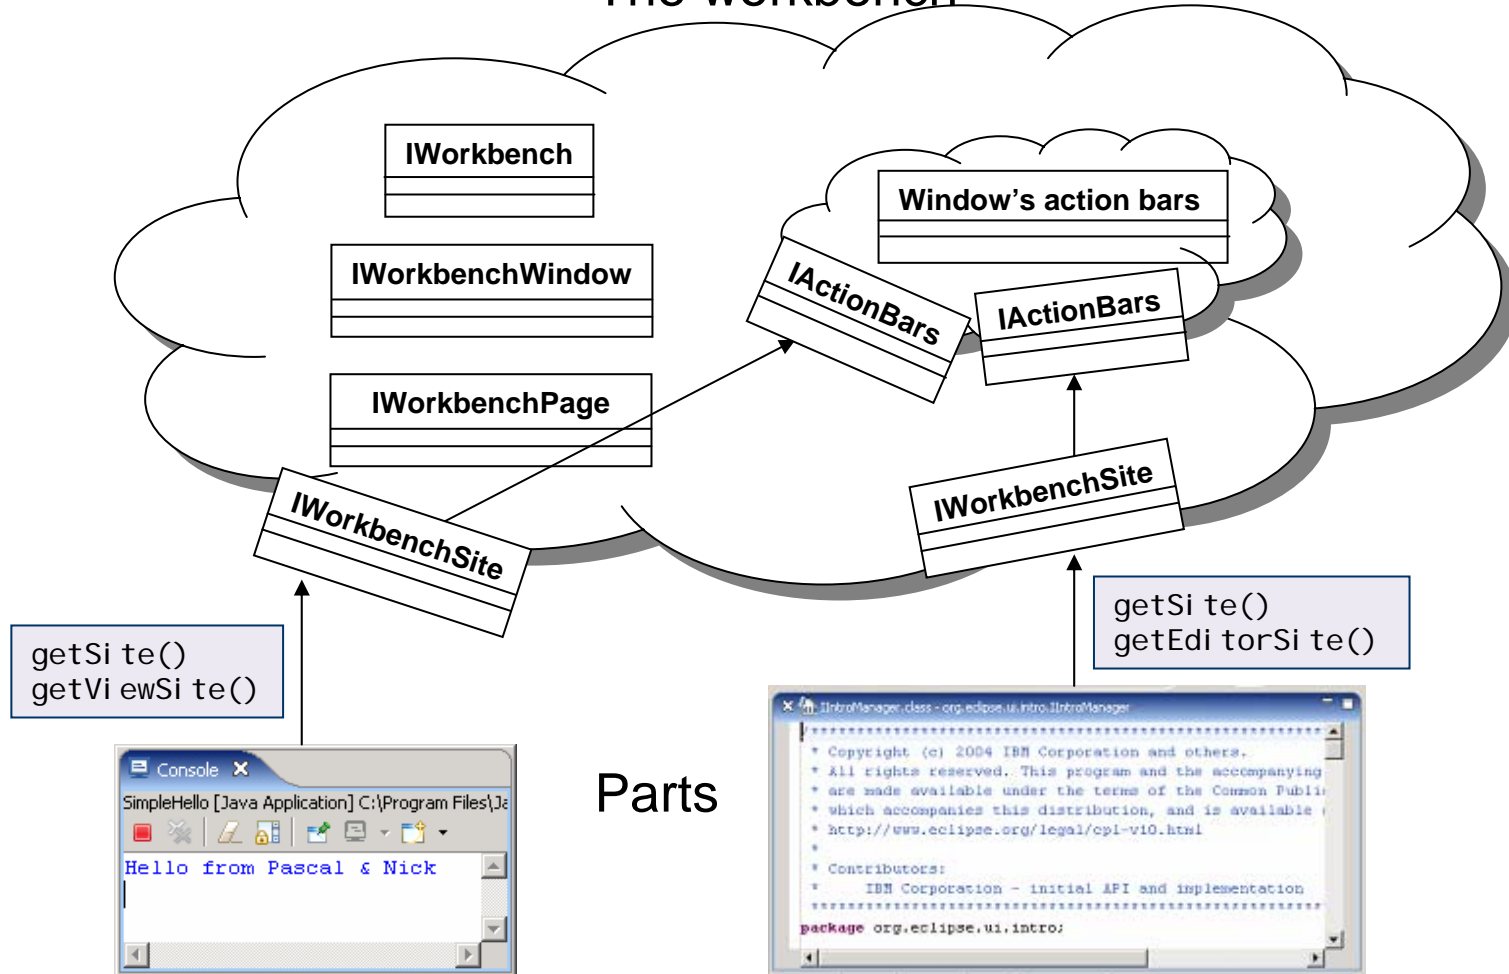 The workbench
IWorkbench
Window's action bars
IWorkbenchWindow
IActionBars
IActionBars
IWorkbenchPage
IWorkbenchSite
IWorkbenchSite
getSite()
getEditorSite()
getSite()
getViewSite()
Parts
Console
SimpleHello [Java Application] C:\Program Files\Ja
Hello from Pascal & Nick
IIntroManager.class - org.eclipse.ui.intro.IIntroManager
* Copyright (c) 2004 IBM Corporation and others.
* All rights reserved. This program and the accompanying
* are made available under the terms of the Common Publi
* which accompanies this distribution, and is available
* http://www.eclipse.org/legal/cpl-v10.html
*
* Contributors:
* IBM Corporation - initial API and implementation
package org.eclipse.ui.intro;